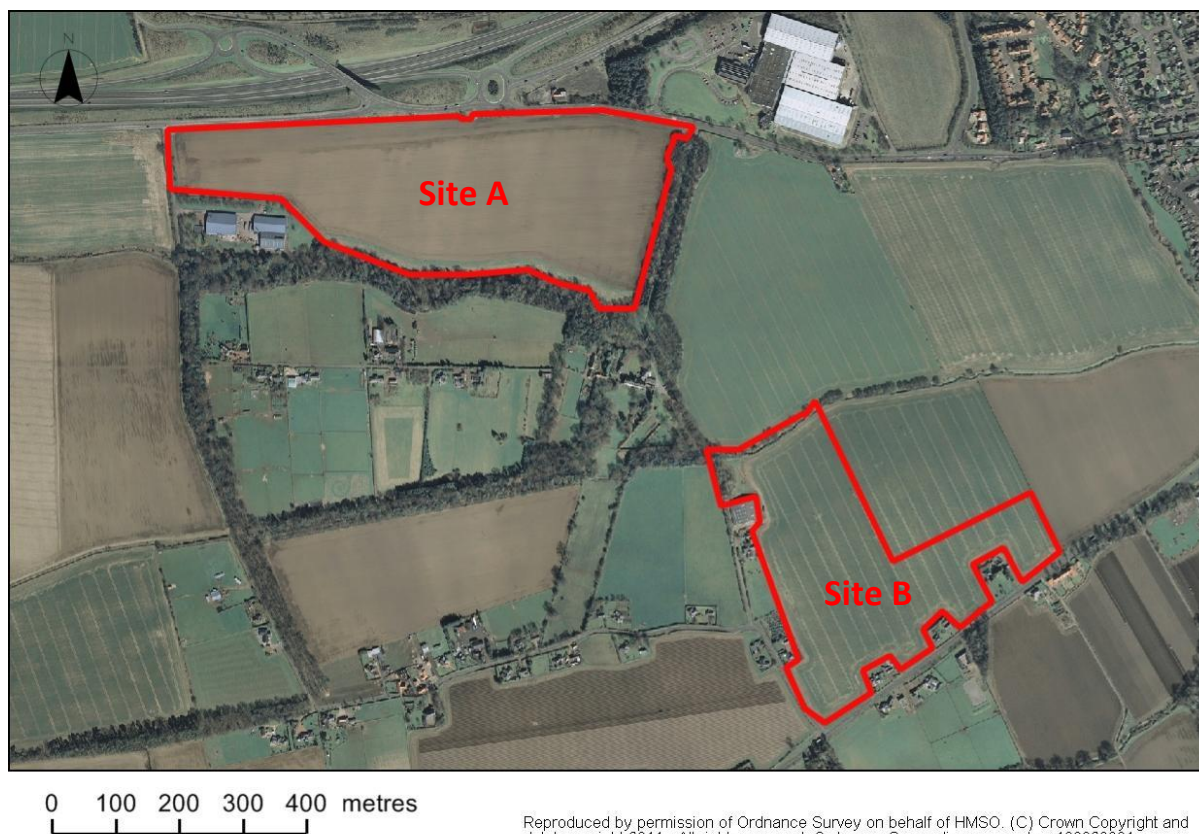 N
Site A
Site B
0 100 200 300 400 metres
Reproduced by permission of Ordnance Survey on behalf of HMSO. (C) Crown Copyright and